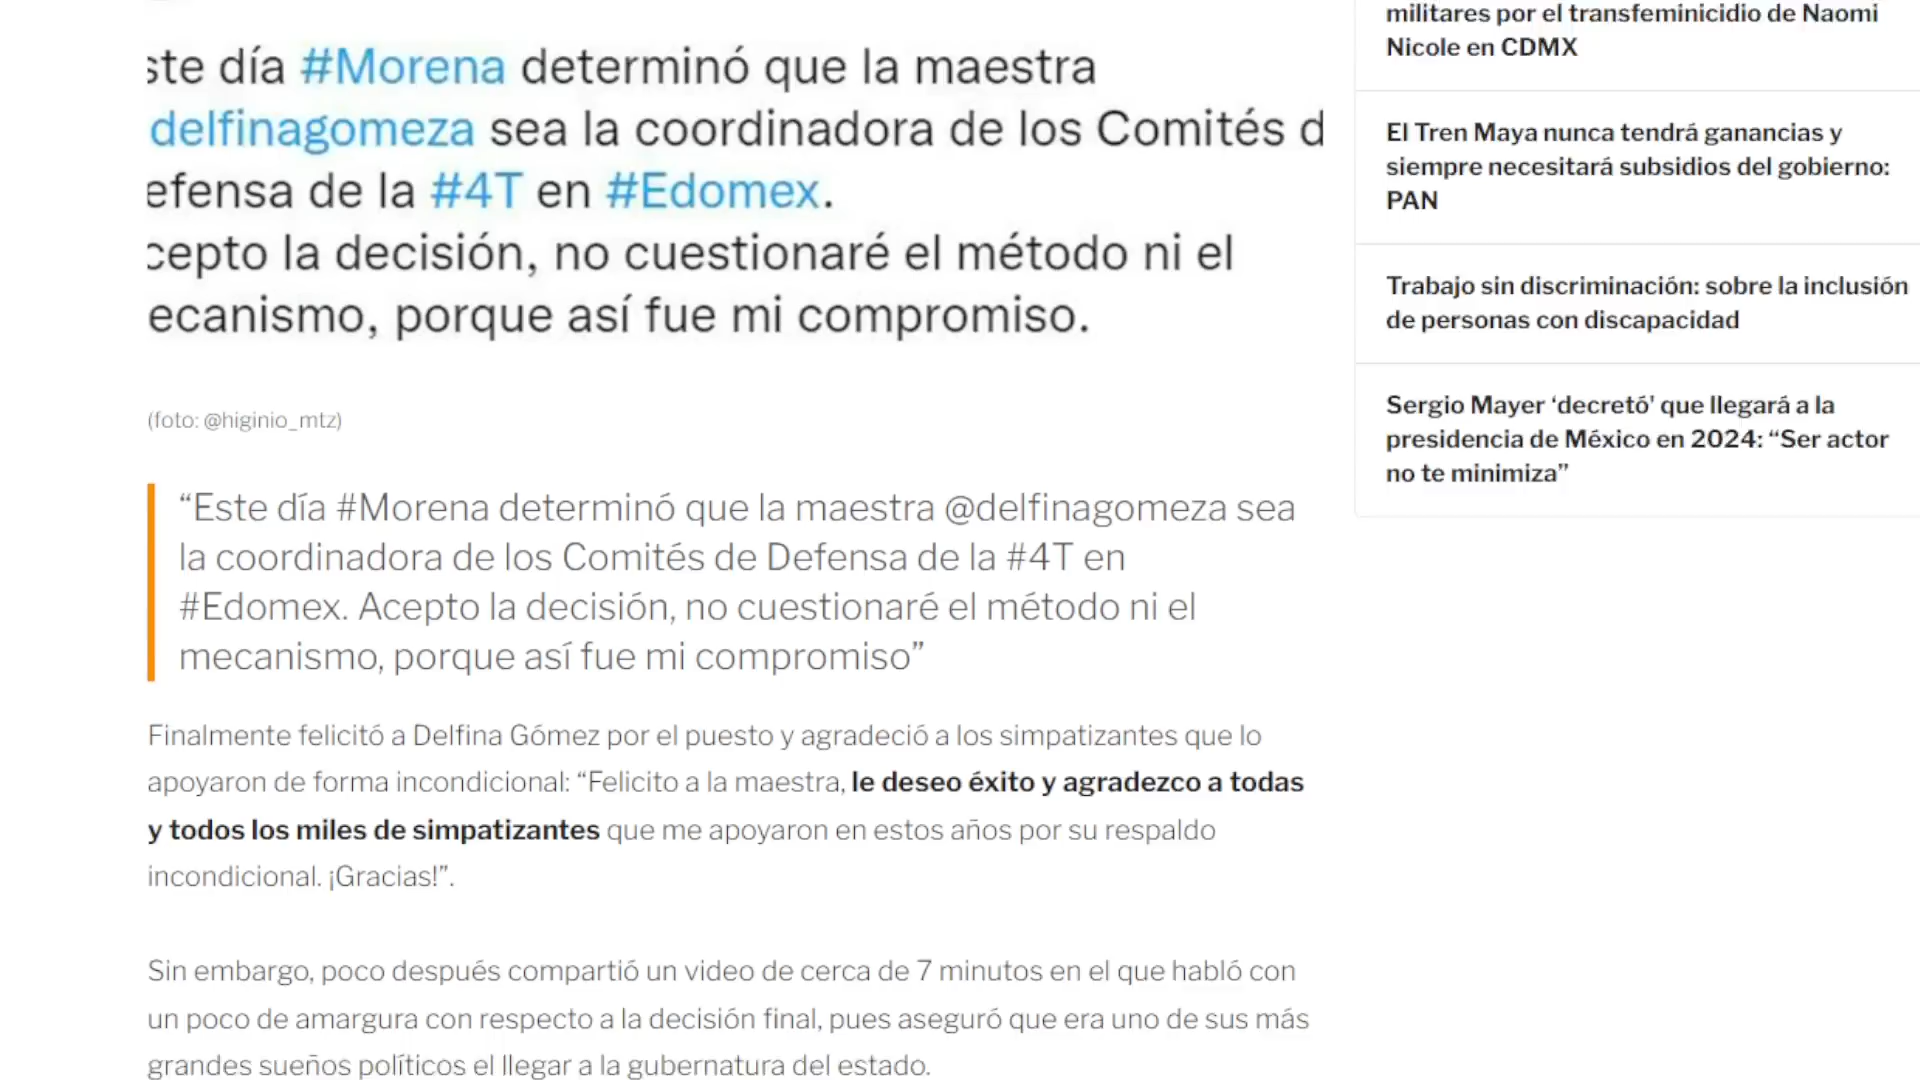 ste día #Morena determinó que la maestra
delfinagomeza sea la coordinadora de los Comités d
efensa de la #4T en #Edomex.
cepto la decisión, no cuestionaré el método ni el
ecanismo, porque así fue mi compromiso.
(foto: @higinio_mtz)
“Este día #Morena determinó que la maestra @delfinagomeza sea
la coordinadora de los Comités de Defensa de la #4T en
#Edomex. Acepto la decisión, no cuestionaré el método ni el
mecanismo, porque así fue mi compromiso”
Finalmente felicitó a Delfina Gómez por el puesto y agradeció a los simpatizantes que lo
apoyaron de forma incondicional: “Felicito a la maestra, le deseo éxito y agradezco a todas
y todos los miles de simpatizantes que me apoyaron en estos años por su respaldo
incondicional. ¡Gracias!”.
Sin embargo, poco después compartió un video de cerca de 7 minutos en el que habló con
un poco de amargura con respecto a la decisión final, pues aseguró que era uno de sus más
grandes sueños políticos el llegar a la gubernatura del estado.
militares por el transfeminicidio de Naomi
Nicole en CDMX
El Tren Maya nunca tendrá ganancias y
siempre necesitará subsidios del gobierno:
PAN
Trabajo sin discriminación: sobre la inclusión
de personas con discapacidad
Sergio Mayer ‘decretó’ que llegará a la
presidencia de México en 2024: “Ser actor
no te minimiza”